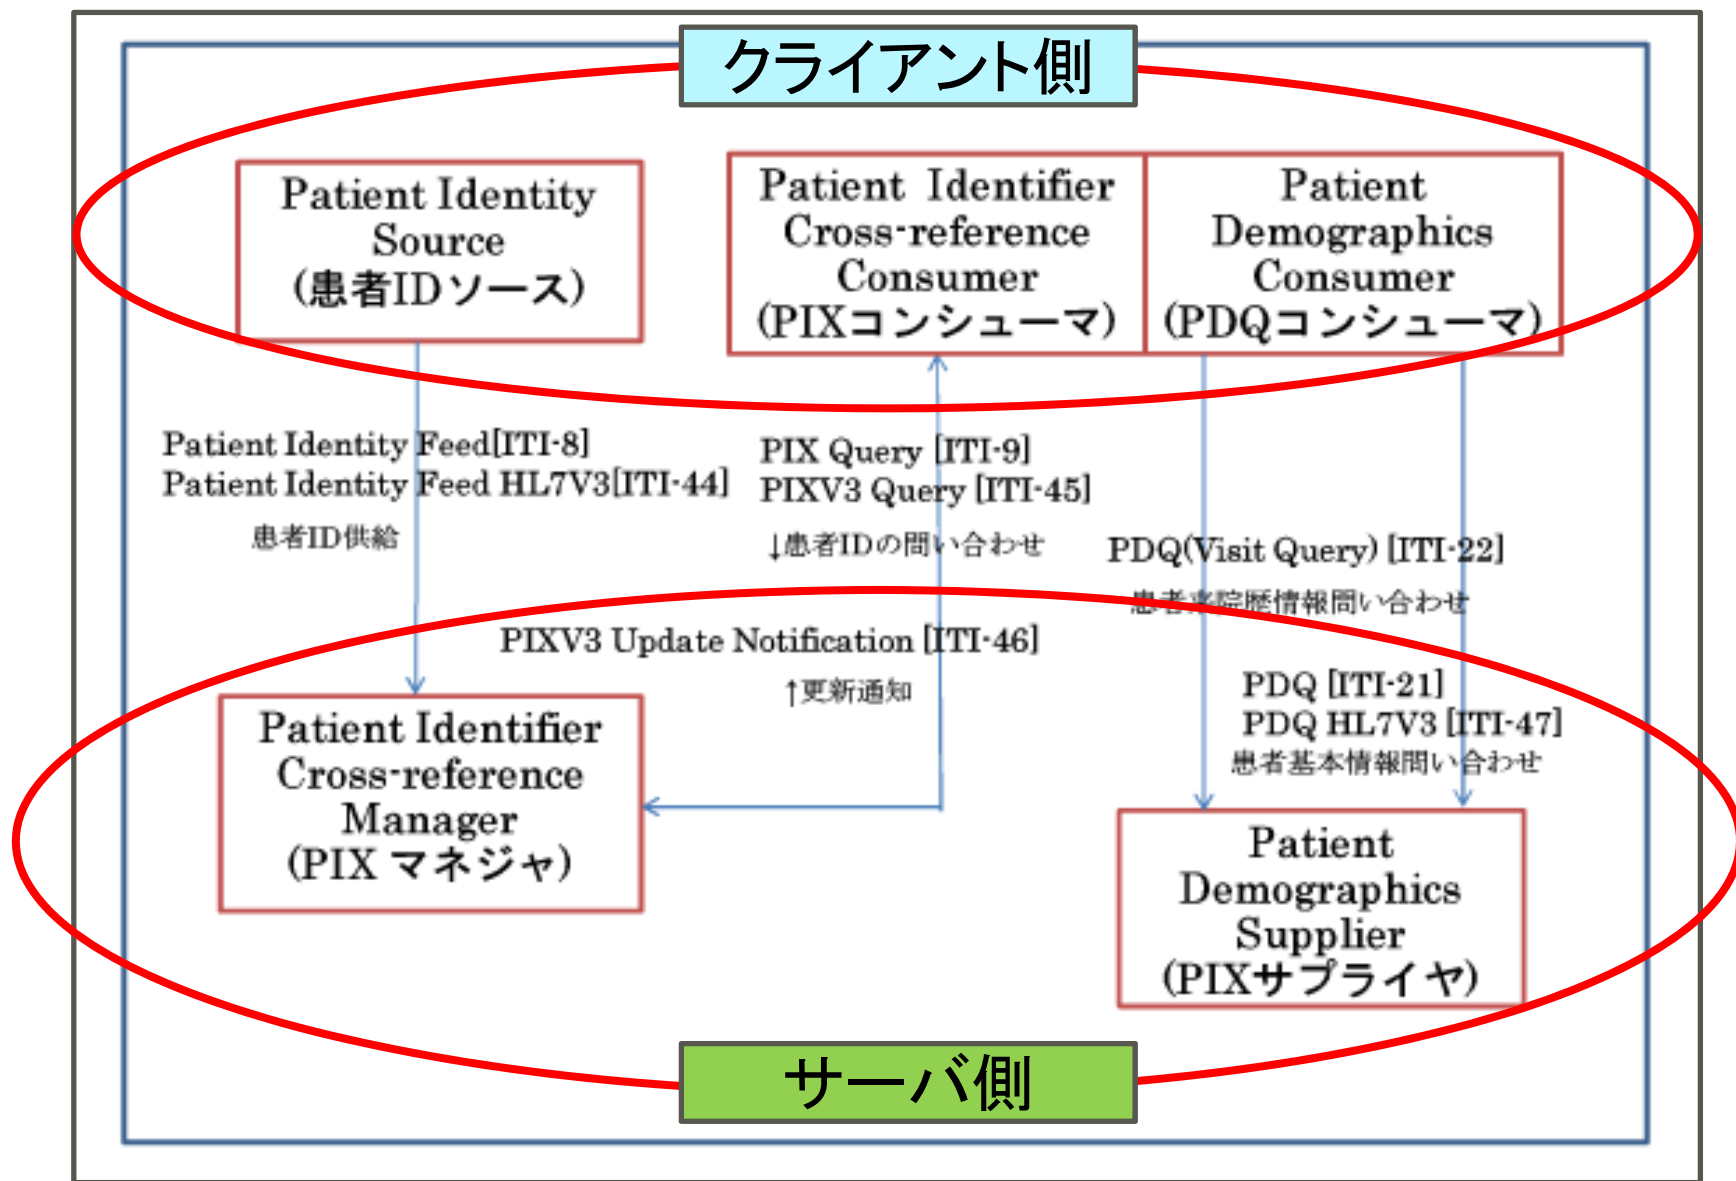 クライアント側
Patient Identity
Source
(患者IDソース)
Patient Identifier
Cross-reference
Consumer
(PIXコンシューマ)
Patient
Demographics
Consumer
(PDQコンシューマ)
Patient Identity Feed[ITI-8]
Patient Identity Feed HL7V3[ITI-44]
患者ID供給
PIX Query [ITI-9]
PIXV3 Query [ITI-45]
↓患者IDの問い合わせ
PDQ(Visit Query) [ITI-22]
患者来院歴情報問い合わせ
PIXV3 Update Notification [ITI-46]
↑更新通知
PDQ [ITI-21]
PDQ HL7V3 [ITI-47]
患者基本情報問い合わせ
Patient Identifier
Cross-reference
Manager
(PIX マネジャ)
Patient
Demographics
Supplier
(PIXサプライヤ)
サーバ側